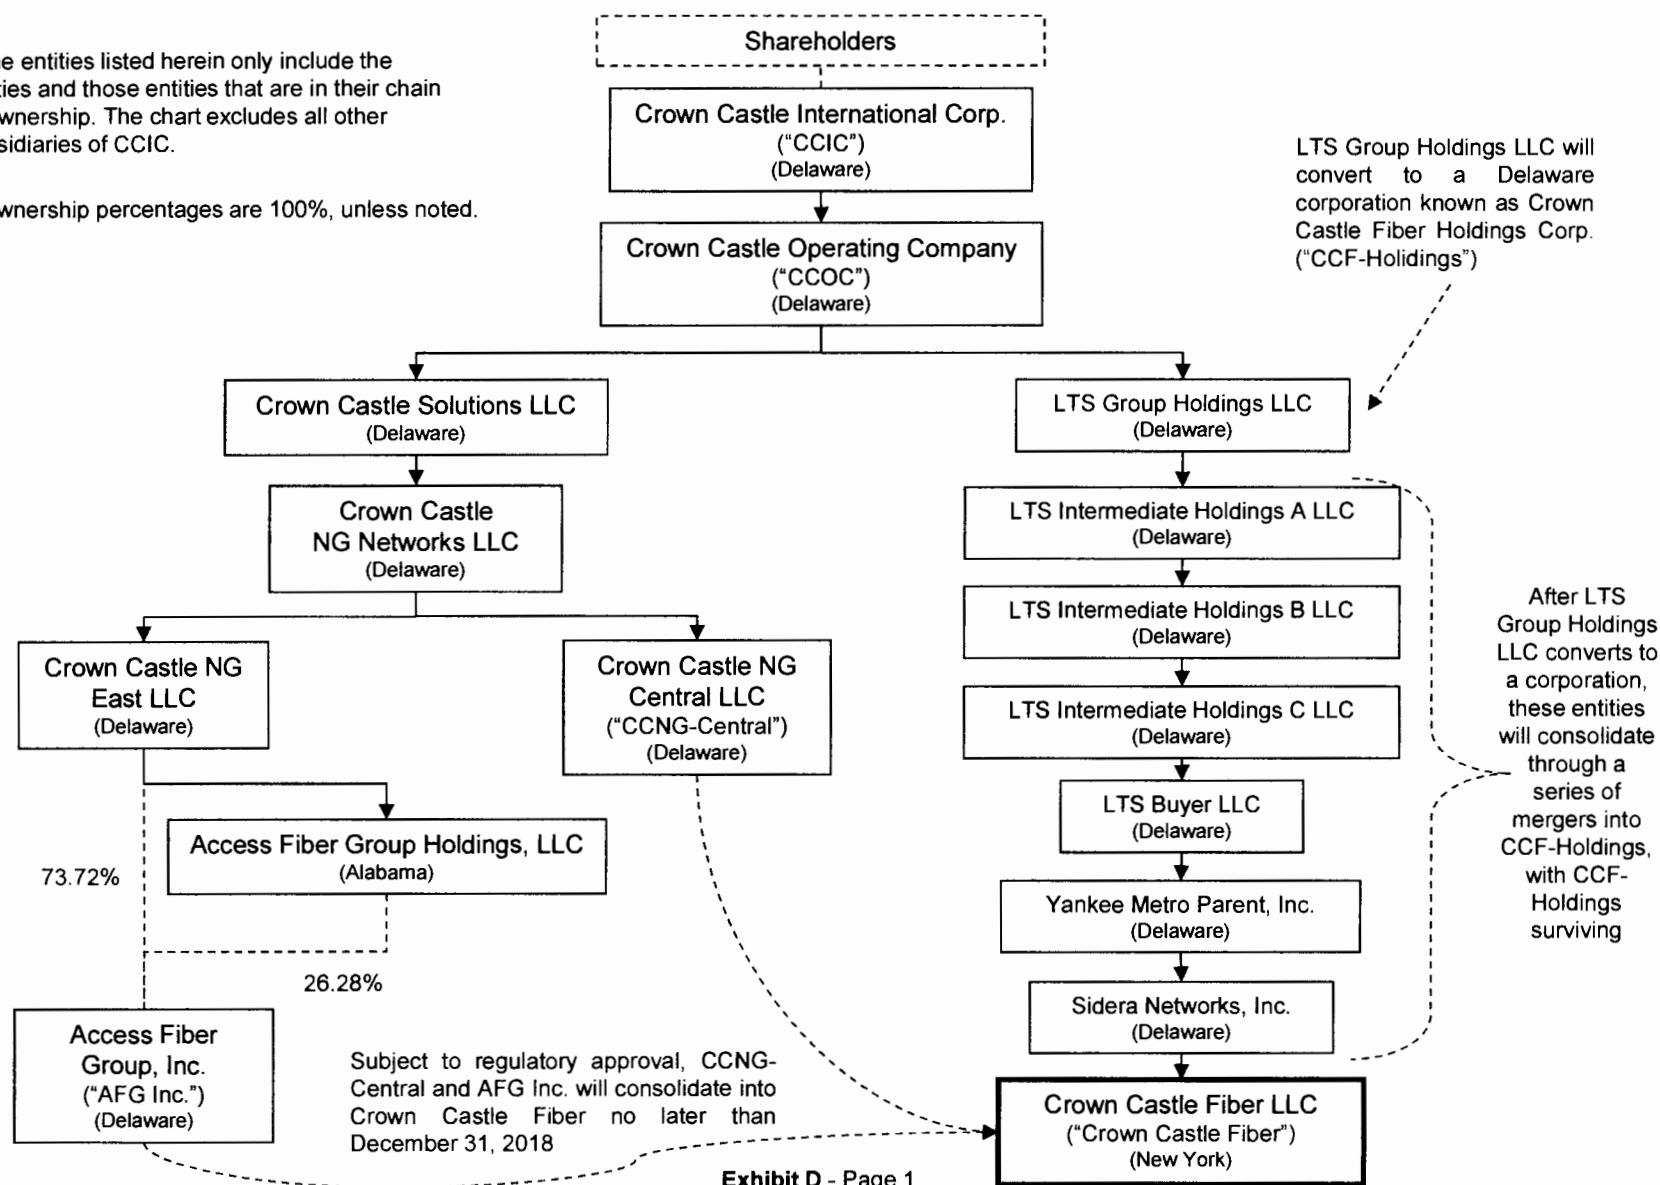 Shareholders
e entities listed herein only include the
ties and those entities that are in their chain
wnership. The chart excludes all other
sidiaries of CCIC.
wnership percentages are 100%, unless noted.
Crown Castle International Corp.
("CCIC")
(Delaware)
LTS Group Holdings LLC will
convert to a Delaware
corporation known as Crown
Castle Fiber Holdings Corp.
("CCF-Holidings")
Crown Castle Operating Company
("CCOC")
(Delaware)
Crown Castle Solutions LLC
(Delaware)
LTS Group Holdings LLC
(Delaware)
Crown Castle
NG Networks LLC
(Delaware)
LTS Intermediate Holdings A LLC
(Delaware)
LTS Intermediate Holdings B LLC
(Delaware)
After LTS
Group Holdings
LLC converts to
a corporation,
these entities
will consolidate
through a
series of
mergers into
CCF-Holdings,
with CCF-
Holdings
surviving
Crown Castle NG
East LLC
(Delaware)
Crown Castle NG
Central LLC
("CCNG-Central")
(Delaware)
LTS Intermediate Holdings C LLC
(Delaware)
LTS Buyer LLC
(Delaware)
Access Fiber Group Holdings, LLC
(Alabama)
73.72%
Yankee Metro Parent, Inc.
(Delaware)
26.28%
Sidera Networks, Inc.
(Delaware)
Access Fiber
Group, Inc.
("AFG Inc.")
(Delaware)
Subject to regulatory approval, CCNG-
Central and AFG Inc. will consolidate into
Crown Castle Fiber no later than
December 31, 2018
Crown Castle Fiber LLC
("Crown Castle Fiber")
(New York)
Exhibit D - Page 1